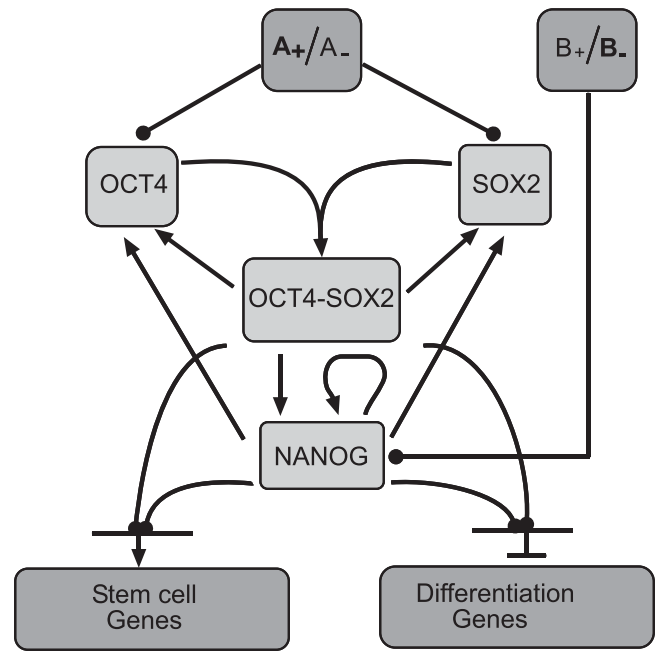 A+/A-
B+/B-
OCT4
SOX2
OCT4-SOX2
NANOG
Stem cell
Genes
Differentiation
Genes